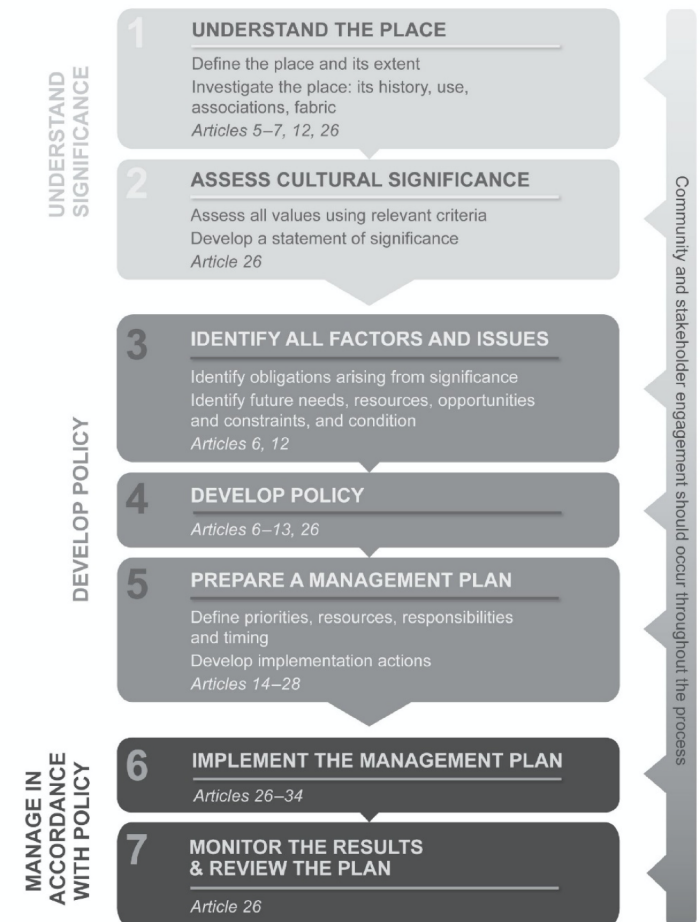 UNDERSTAND
SIGNIFICANCE
1
UNDERSTAND THE PLACE
Define the place and its extent
Investigate the place: its history, use,
associations, fabric
Articles 5–7, 12, 26
2
ASSESS CULTURAL SIGNIFICANCE
Assess all values using relevant criteria
Develop a statement of significance
Article 26
DEVELOP POLICY
3
IDENTIFY ALL FACTORS AND ISSUES
Identify obligations arising from significance
Identify future needs, resources, opportunities
and constraints, and condition
Articles 6, 12
4
DEVELOP POLICY
Articles 6–13, 26
5
PREPARE A MANAGEMENT PLAN
Define priorities, resources, responsibilities
and timing
Develop implementation actions
Articles 14–28
MANAGE IN
ACCORDANCE
WITH POLICY
6
IMPLEMENT THE MANAGEMENT PLAN
Articles 26–34
7
MONITOR THE RESULTS
& REVIEW THE PLAN
Article 26
Community and stakeholder engagement should occur throughout the process